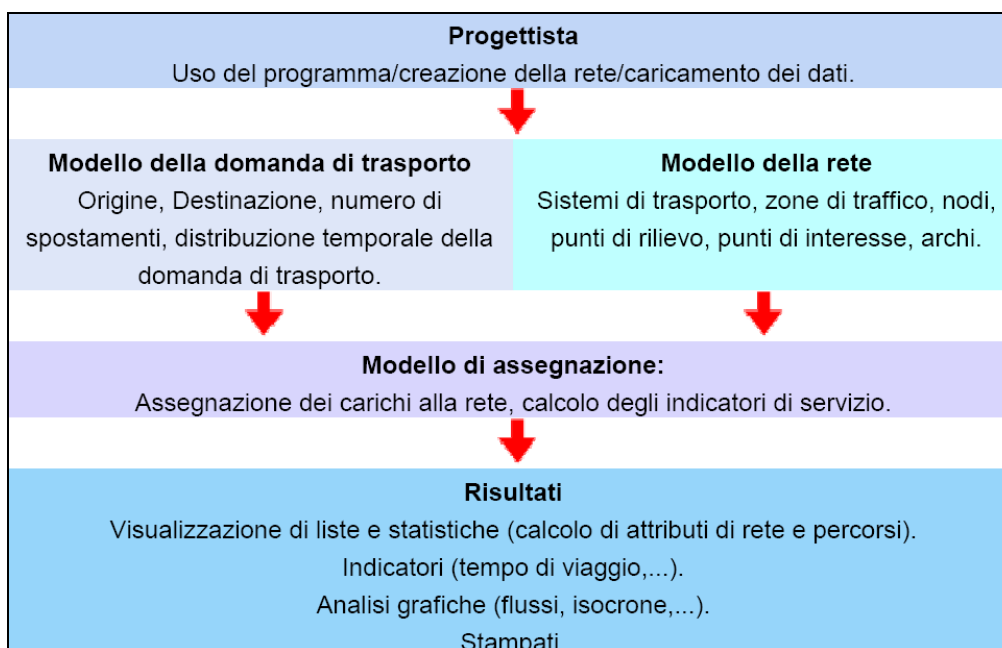 Progettista
Uso del programma/creazione della rete/caricamento dei dati.
Modello della domanda di trasporto
Origine, Destinazione, numero di
spostamenti, distribuzione temporale della
domanda di trasporto.
Modello della rete
Sistemi di trasporto, zone di traffico, nodi,
punti di rilievo, punti di interesse, archi.
Modello di assegnazione:
Assegnazione dei carichi alla rete, calcolo degli indicatori di servizio.
Risultati
Visualizzazione di liste e statistiche (calcolo di attributi di rete e percorsi).
Indicatori (tempo di viaggio,...).
Analisi grafiche (flussi, isocrone,...).
Stampati